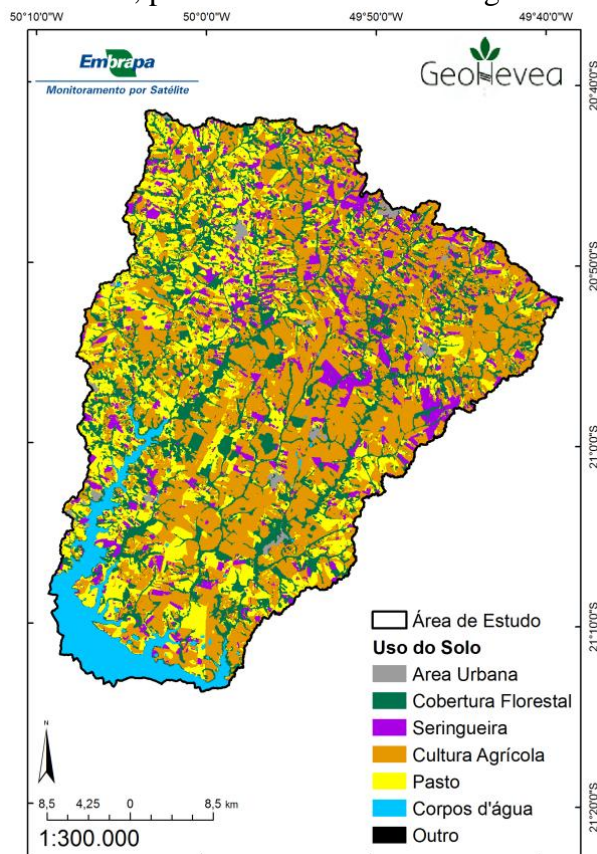 50°10'0"W 50°0'0"W 49°50'0"W 49°40'0"W
Embrapa
Monitoramento por Satélite
GeoHevea
20°40'0"S
20°50'0"S
21°0'0"S
21°10'0"S
21°20'0"S
Área de Estudo
Uso do Solo
Area Urbana
Cobertura Florestal
Seringueira
Cultura Agrícola
Pasto
Corpos d'água
Outro
N
8,5 4,25 0 8,5 km
1:300.000